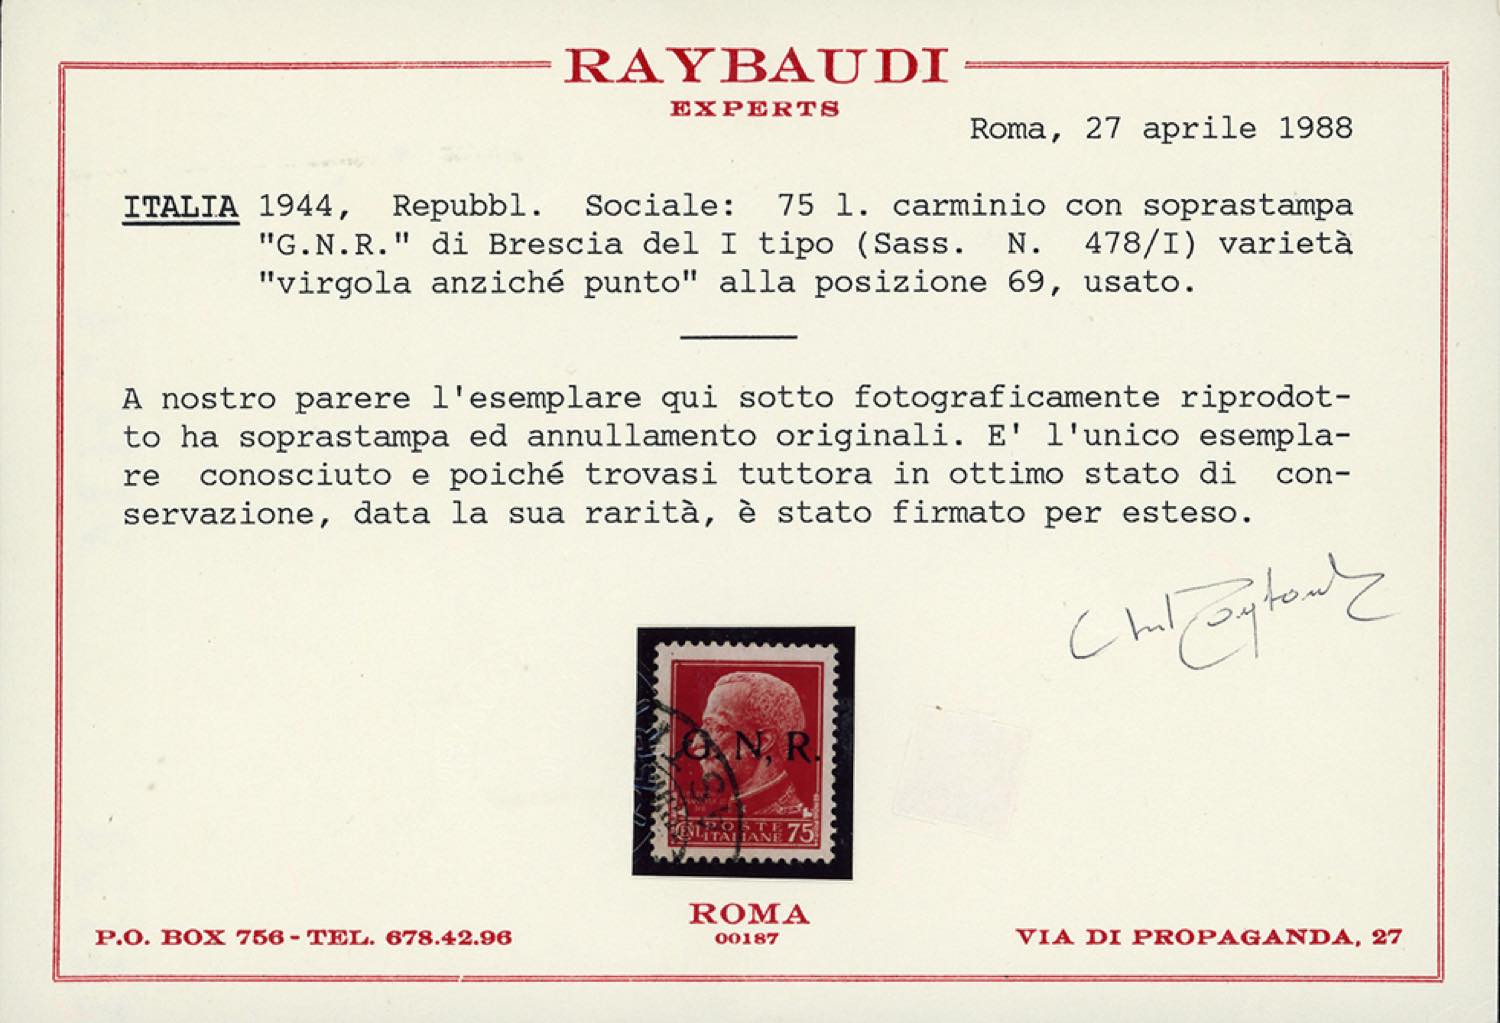 RAYBAUDI
EXPERTS
Roma, 27 aprile 1988
ITALIA 1944, Repubbl. Sociale: 75 l. carminio con soprastampa
"G.N.R." di Brescia del I tipo (Sass. N. 478/I) varietà
"virgola anziché punto" alla posizione 69, usato.
A nostro parere l'esemplare qui sotto fotograficamente riprodot-
to ha soprastampa ed annullamento originali. E' l'unico esempla-
re conosciuto e poiché trovasi tuttora in ottimo stato di con-
servazione, data la sua rarità, è stato firmato per esteso.
G. N, R.
POSTE
ITALIANE 75
ROMA
00187
P.O. BOX 756 - TEL. 678.42.96
VIA DI PROPAGANDA, 27